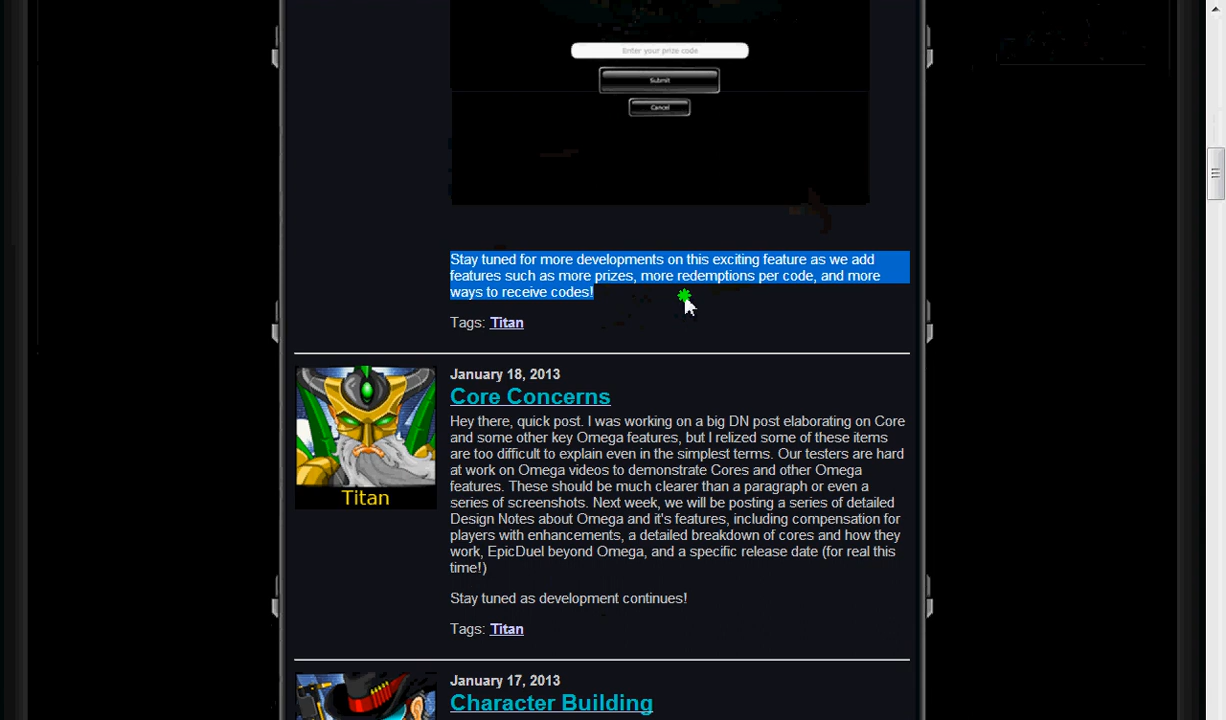 Enter your prize code
Submit
Cancel
Stay tuned for more developments on this exciting feature as we add
features such as more prizes, more redemptions per code, and more
ways to receive codes!
Tags: Titan
January 18, 2013
Core Concerns
Hey there, quick post. I was working on a big DN post elaborating on Core
and some other key Omega features, but I relized some of these items
are too difficult to explain even in the simplest terms. Our testers are hard
at work on Omega videos to demonstrate Cores and other Omega
features. These should be much clearer than a paragraph or even a
series of screenshots. Next week, we will be posting a series of detailed
Design Notes about Omega and it's features, including compensation for
players with enhancements, a detailed breakdown of cores and how they
work, EpicDuel beyond Omega, and a specific release date (for real this
time!)
Titan
Stay tuned as development continues!
Tags: Titan
January 17, 2013
Character Building